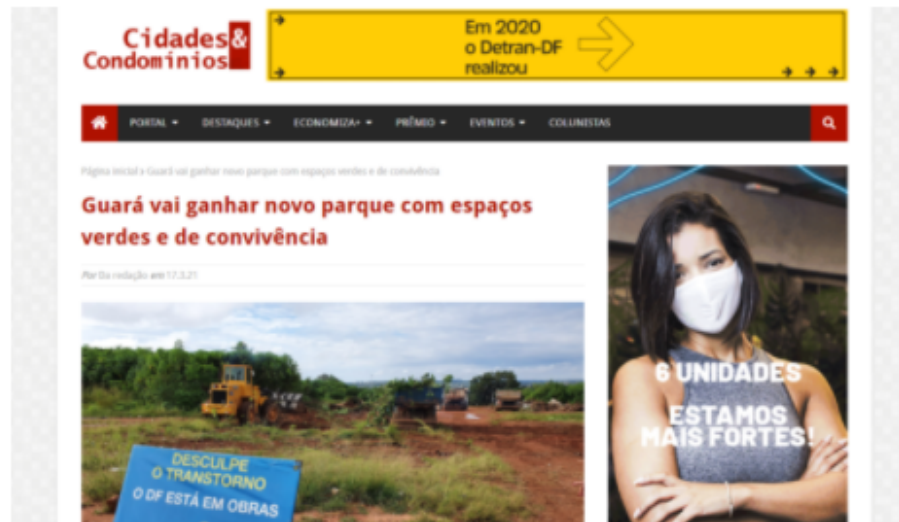 Cidades&
Condomínios
Em 2020
o Detran-DF
realizou
PORTAL
DESTAQUES
ECONOMIZA+
PRÊMIO
EVENTOS
COLUNISTAS
Página inicial » Guará vai ganhar novo parque com espaços verdes e de convivência
Guará vai ganhar novo parque com espaços
verdes e de convivência
Por Da redação em 17.3.21
DESCULPE
O TRANSTORNO
O DF ESTÁ EM OBRAS
6 UNIDADES
ESTAMOS
MAIS FORTES!